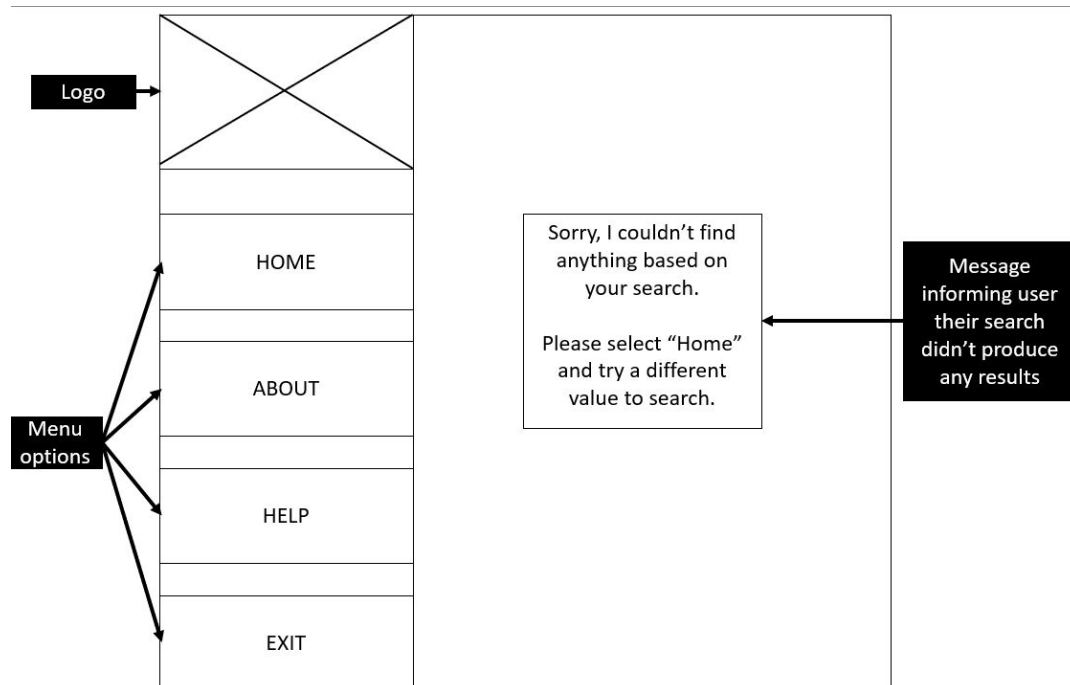 Logo
HOME
ABOUT
HELP
EXIT
Menu
options
Sorry, I couldn’t find
anything based on
your search.
Please select “Home”
and try a different
value to search.
Message
informing user
their search
didn’t produce
any results